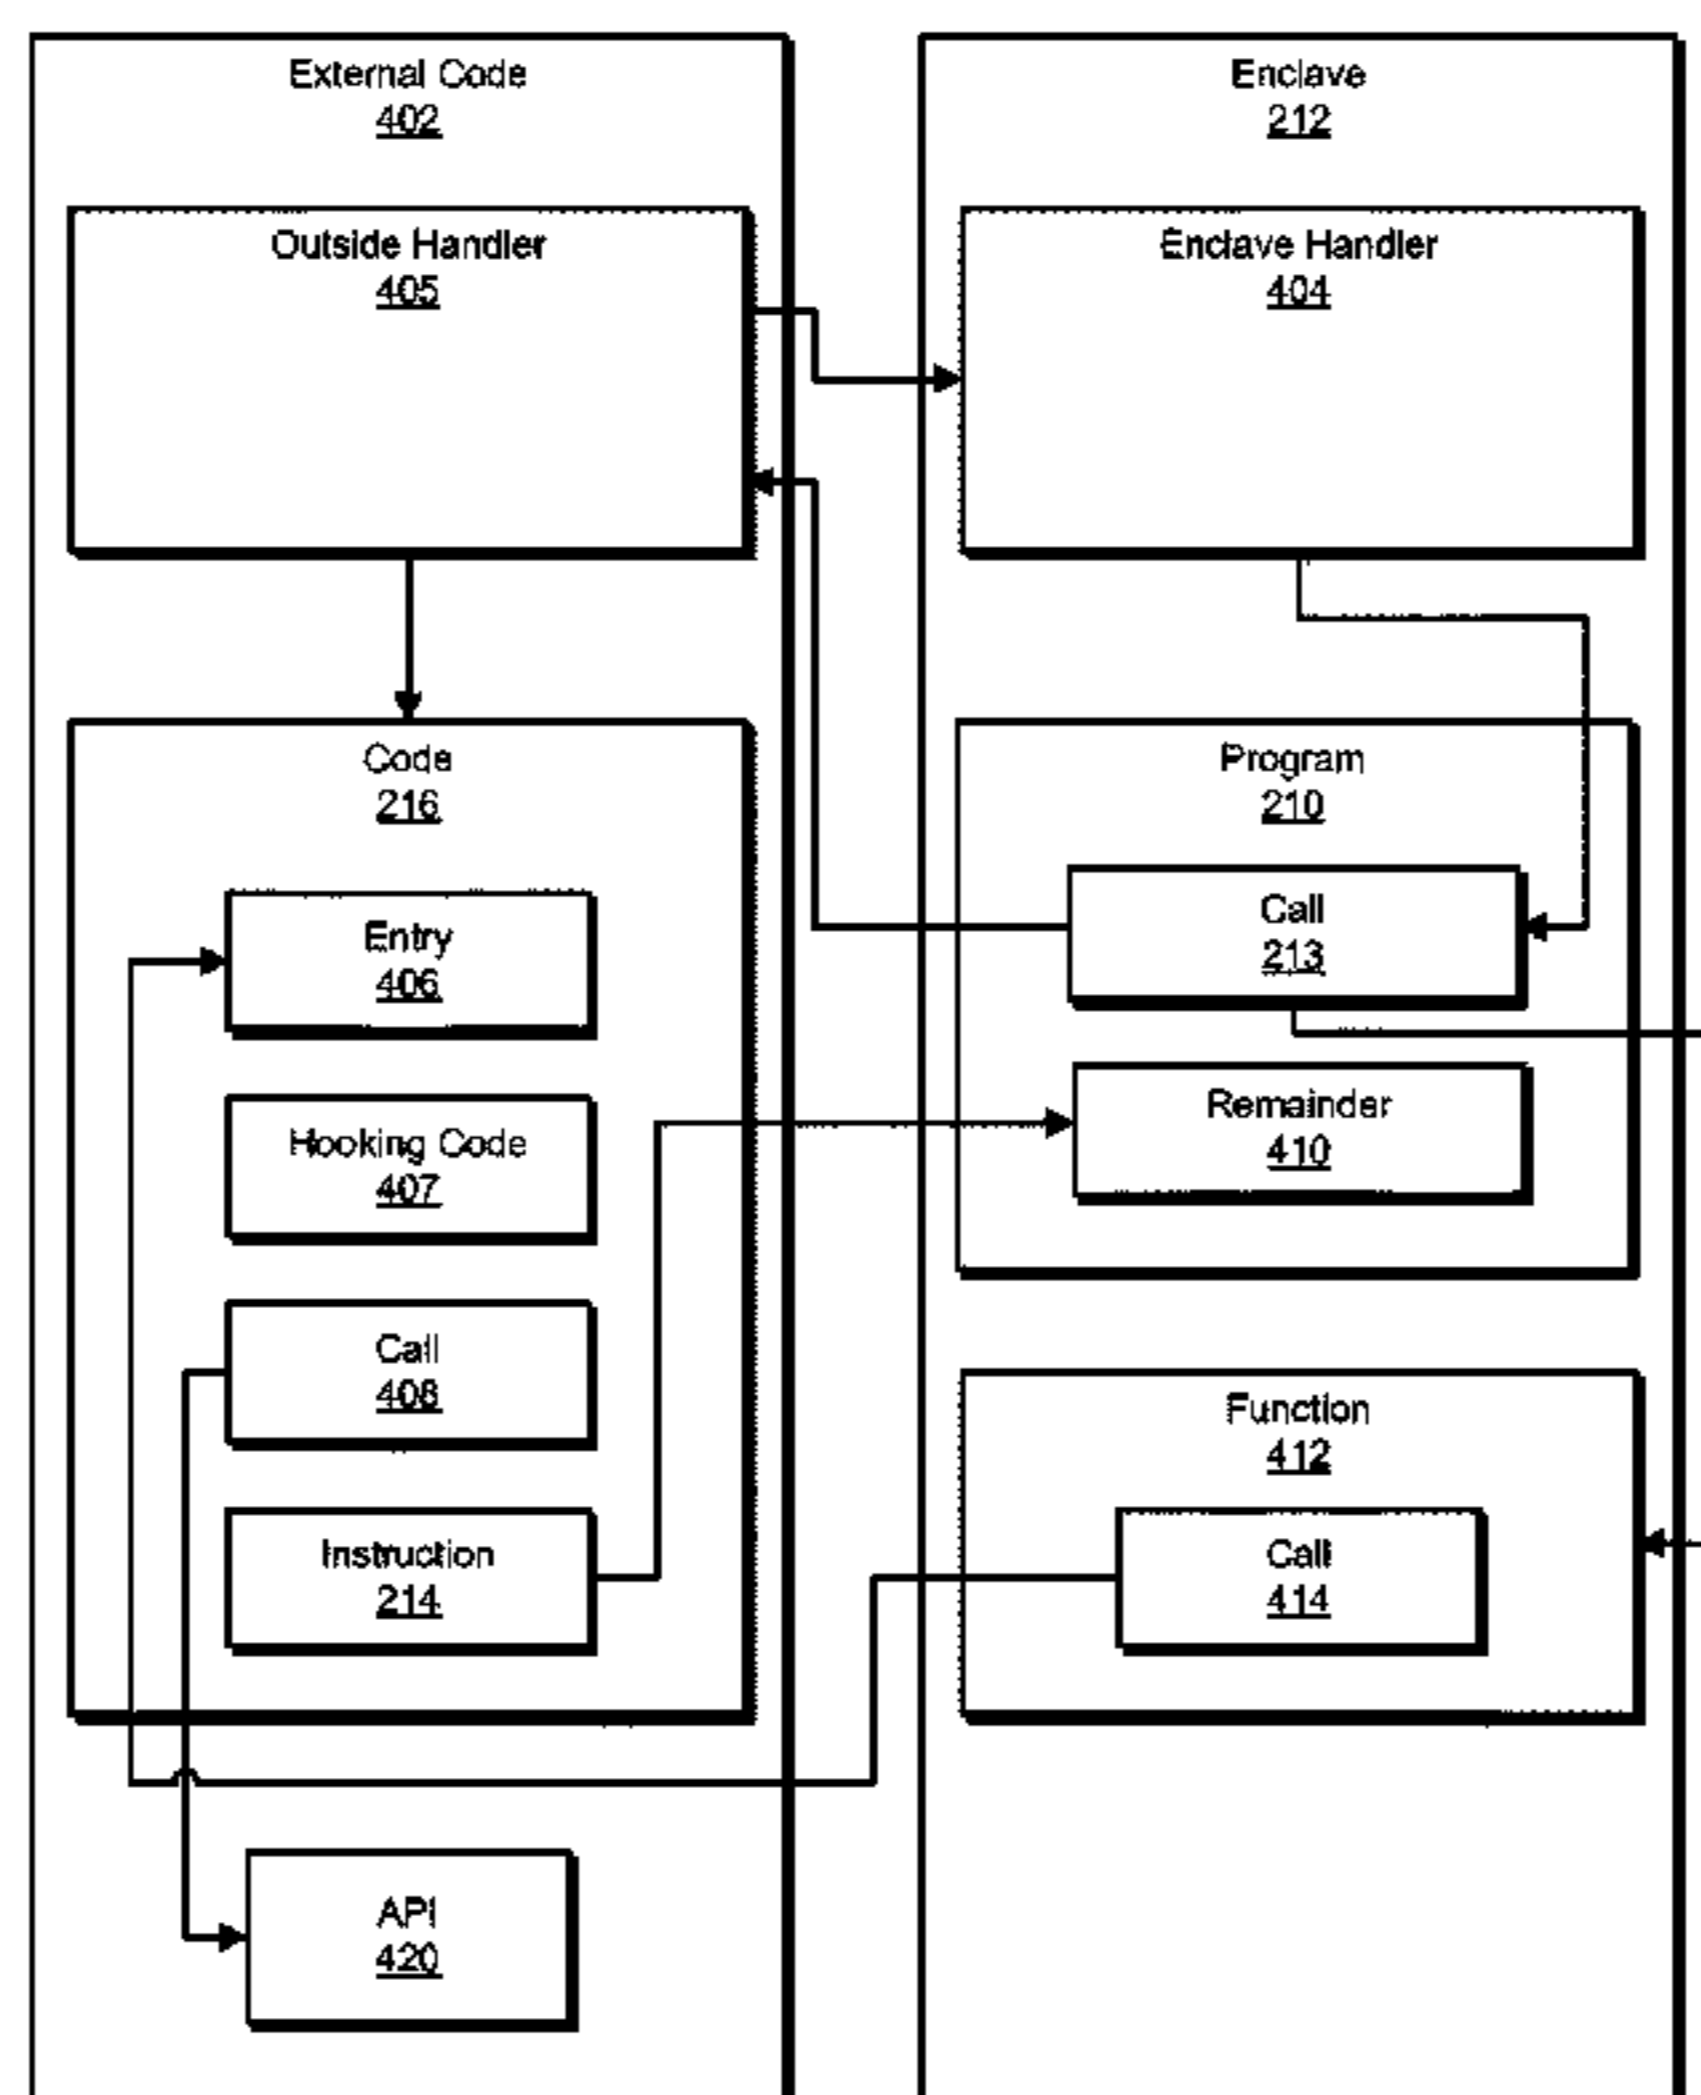 External Code
402
Outside Handler
405
Code
216
Entry
406
Hooking Code
407
Call
408
Instruction
214
API
420
Enclave
212
Enclave Handler
404
Program
210
Call
213
Remainder
410
Function
412
Call
414